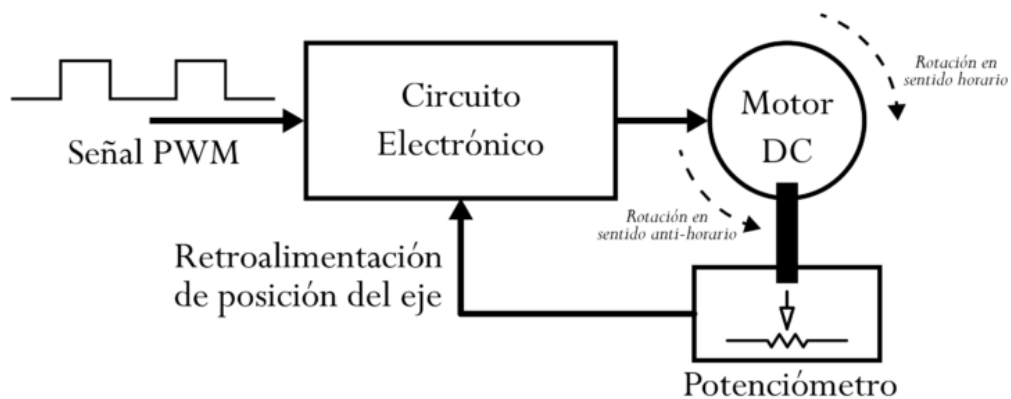 Señal PWM
Circuito
Electrónico
Motor
DC
Rotación en
sentido horario
Rotación en
sentido anti-horario
Retroalimentación
de posición del eje
Potenciómetro